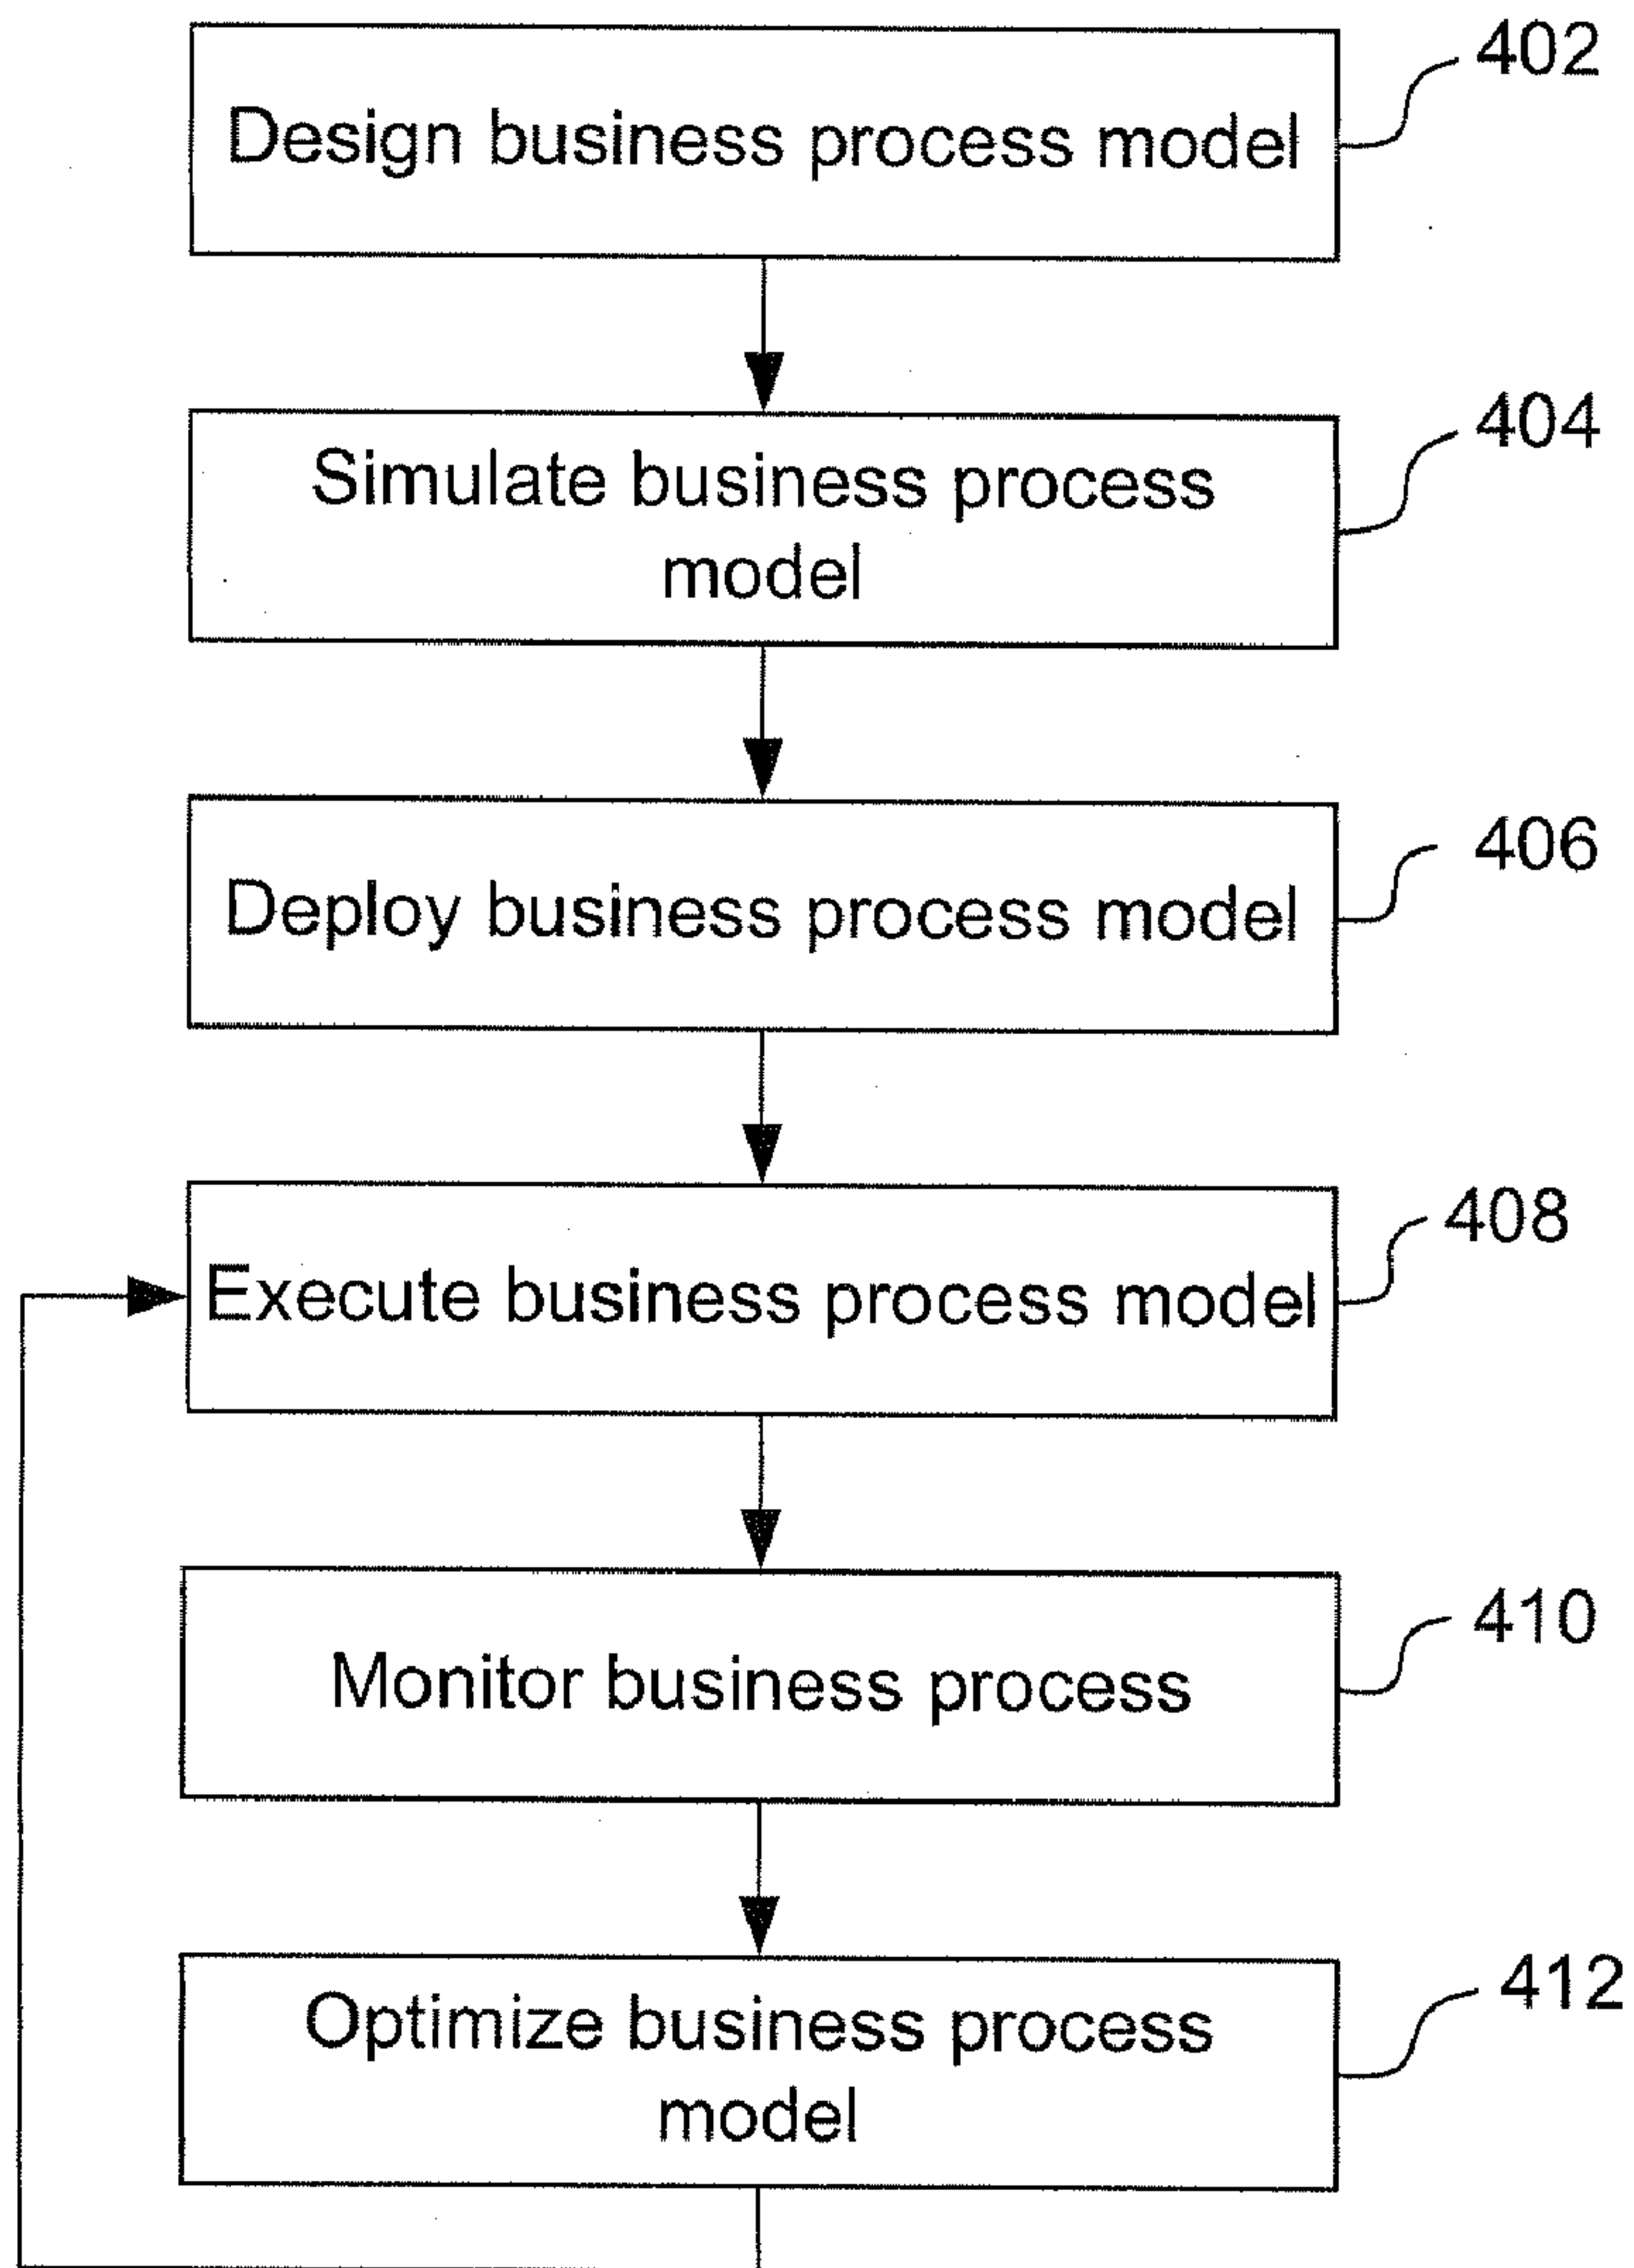 402
Design business process model
404
Simulate business process
model
406
Deploy business process model
408
Execute business process model
410
Monitor business process
412
Optimize business process
model